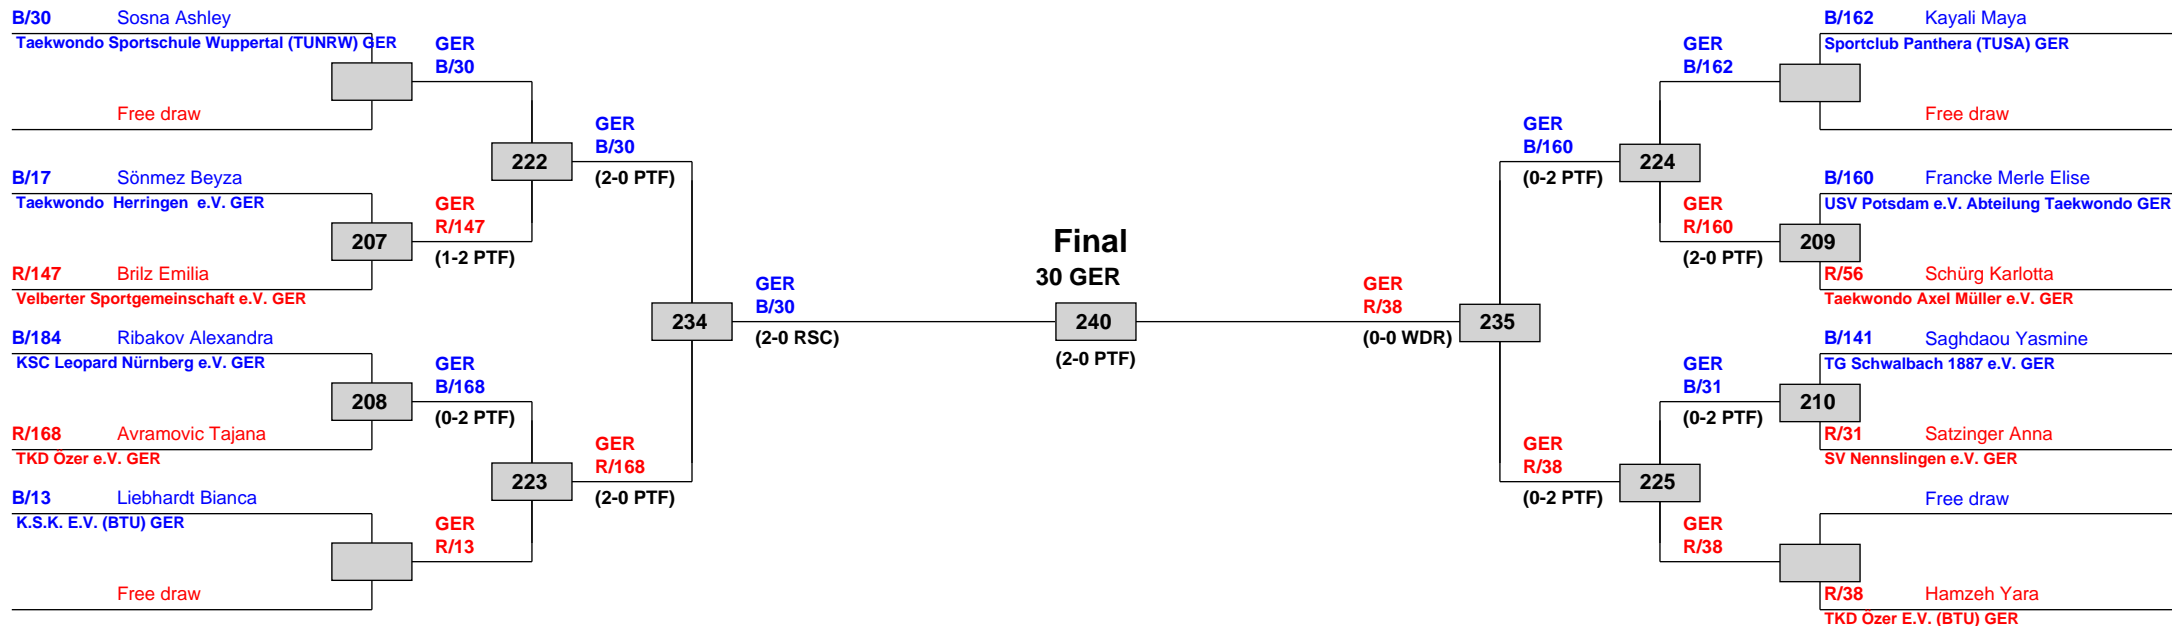 B/30 Sosna Ashley
Taekwondo Sportschule Wuppertal (TUNRW) GER
Free draw
GER
B/30
B/17 Sönmez Beyza
Taekwondo Herringen e.V. GER
207
R/147 Brilz Emilia
Velberter Sportgemeinschaft e.V. GER
GER
R/147
(1-2 PTF)
222
GER
B/30
(2-0 PTF)
B/184 Ribakov Alexandra
KSC Leopard Nürnberg e.V. GER
208
R/168 Avramovic Tajana
TKD Özer e.V. GER
GER
B/168
(0-2 PTF)
B/13 Liebhardt Bianca
K.S.K. E.V. (BTU) GER
Free draw
GER
R/13
223
GER
R/168
(2-0 PTF)
234
GER
B/30
(2-0 RSC)
Final
30 GER
240
(2-0 PTF)
GER
R/38
(0-0 WDR)
235
GER
B/160
(0-2 PTF)
224
GER
B/162
B/162 Kayali Maya
Sportclub Panthera (TUSA) GER
Free draw
GER
R/160
(2-0 PTF)
209
B/160 Francke Merle Elise
USV Potsdam e.V. Abteilung Taekwondo GER
R/56 Schürg Karlotta
Taekwondo Axel Müller e.V. GER
GER
R/38
(0-2 PTF)
225
GER
B/31
(0-2 PTF)
210
B/141 Saghdaou Yasmine
TG Schwalbach 1887 e.V. GER
R/31 Satzinger Anna
SV Nennslingen e.V. GER
GER
R/38
Free draw
R/38 Hamzeh Yara
TKD Özer E.V. (BTU) GER